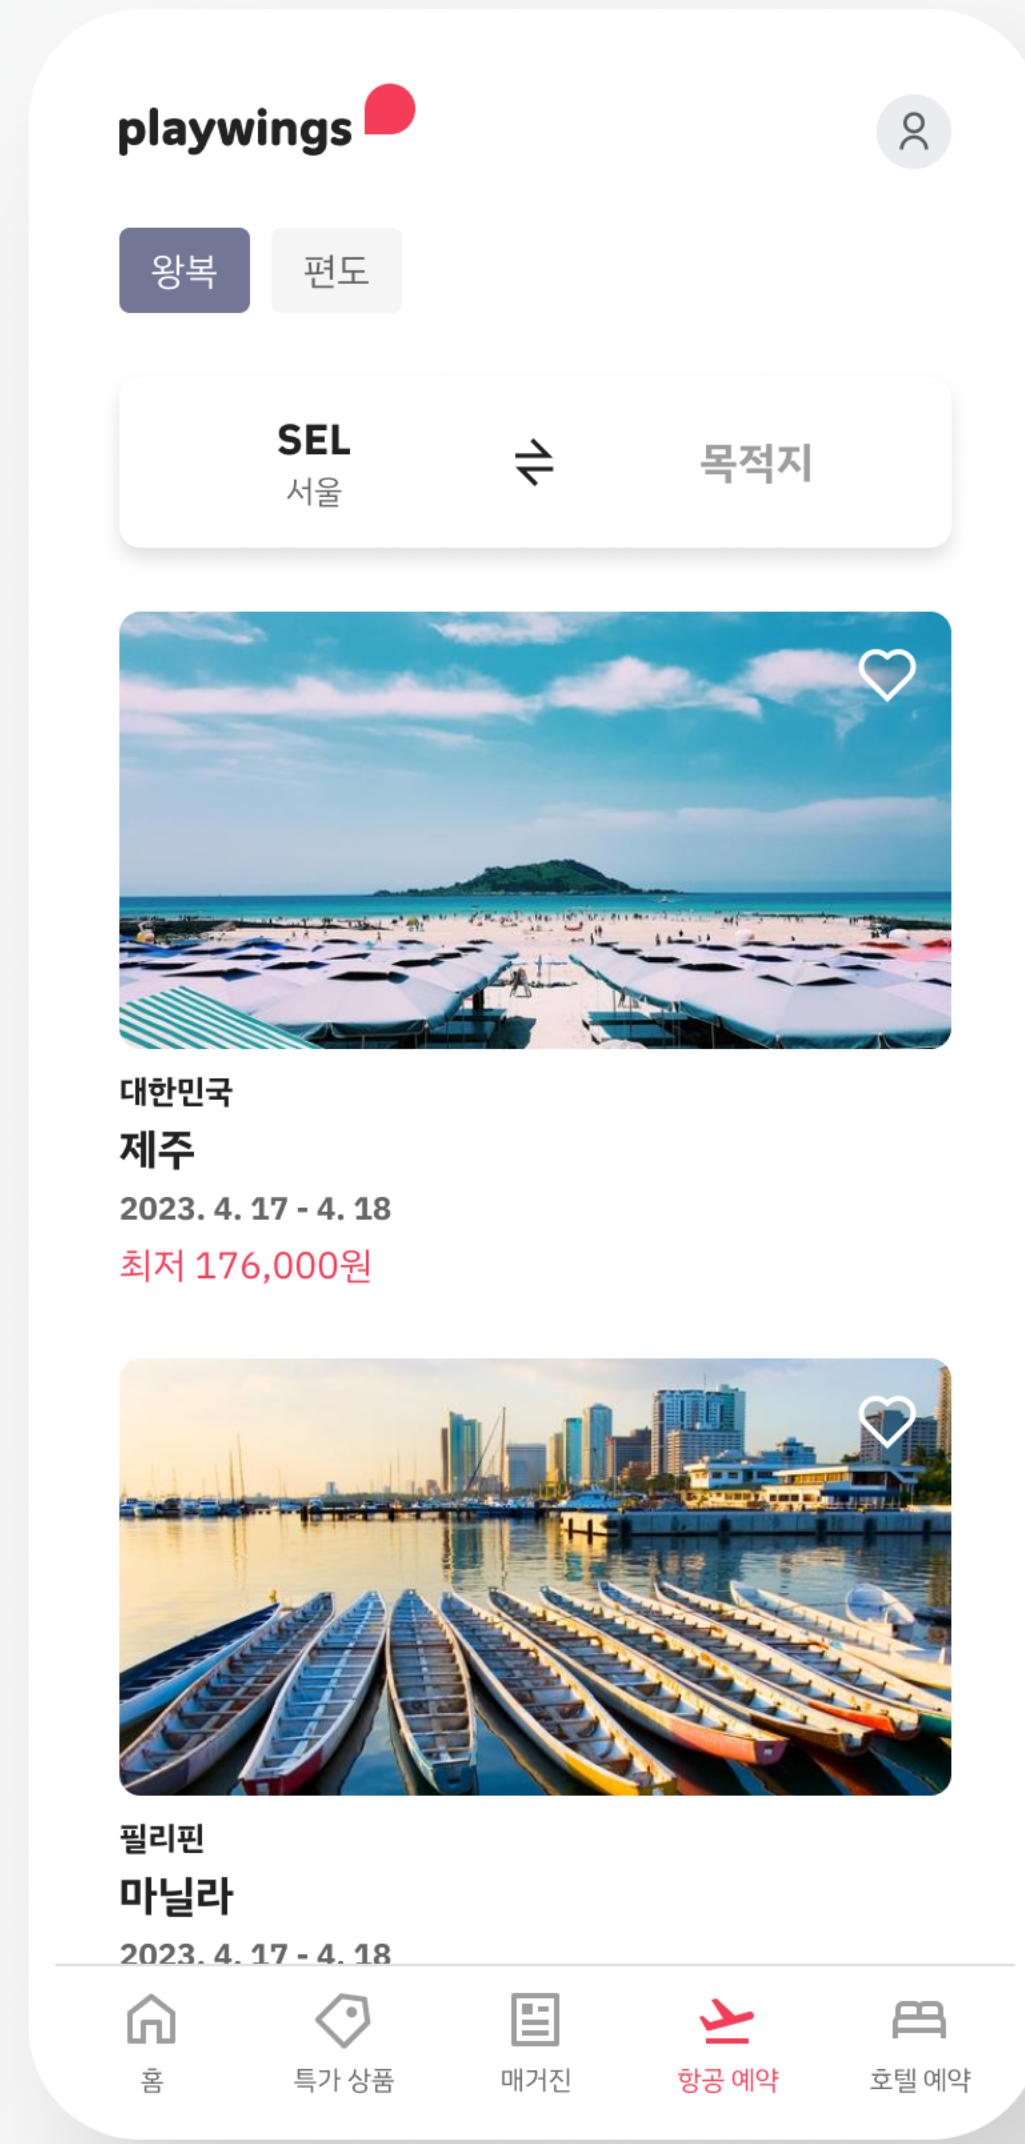 playwings
왕복 편도
SEL
서울
목적지
대한민국
제주
2023. 4. 17 - 4. 18
최저 176,000원
필리핀
마닐라
2023. 4. 17 - 4. 18
홈 특가 상품 매거진 항공 예약 호텔 예약